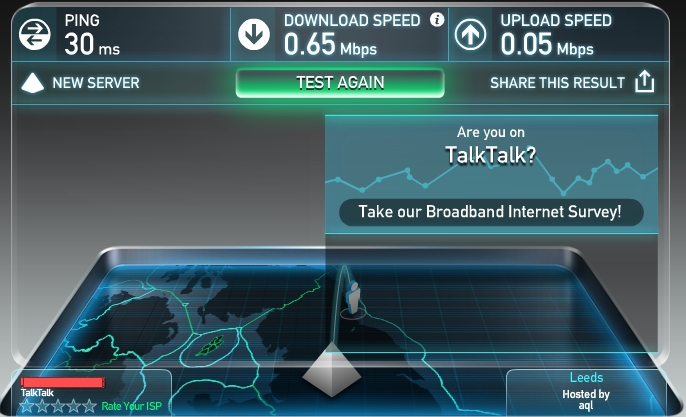 PING
30 ms
DOWNLOAD SPEED
0.65 Mbps
UPLOAD SPEED
0.05 Mbps
NEW SERVER
TEST AGAIN
SHARE THIS RESULT
Are you on
TalkTalk?
Take our Broadband Internet Survey!
TalkTalk
Rate Your ISP
Leeds
Hosted by
aql